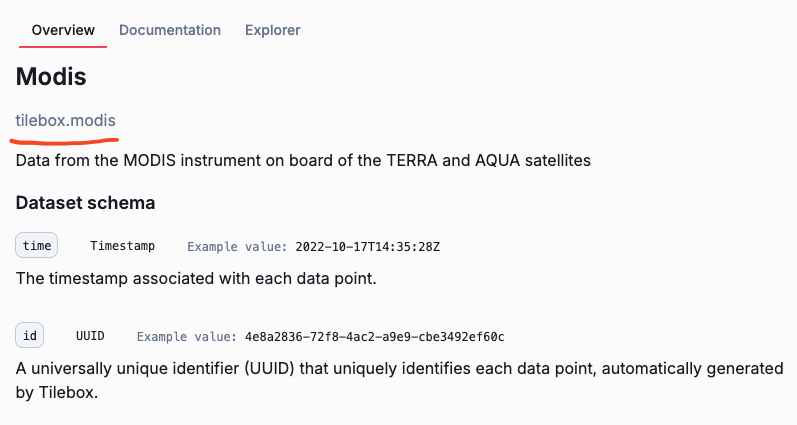 Overview Documentation Explorer
Modis
tilebox.modis
Data from the MODIS instrument on board of the TERRA and AQUA satellites
Dataset schema
time Timestamp Example value: 2022-10-17T14:35:28Z
The timestamp associated with each data point.
id UUID Example value: 4e8a2836-72f8-4ac2-a9e9-cbe3492ef60c
A universally unique identifier (UUID) that uniquely identifies each data point, automatically generated
by Tilebox.